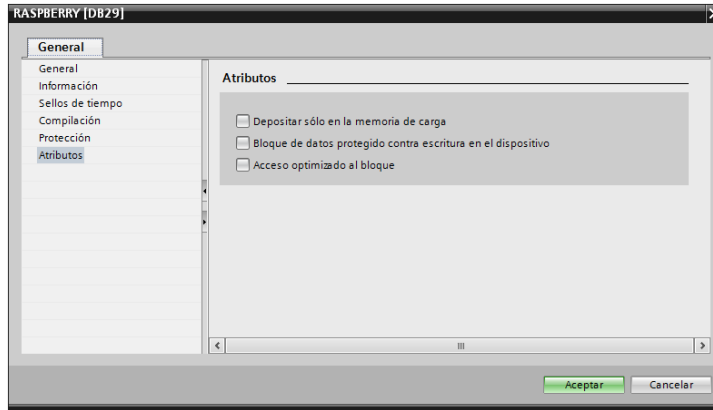 RASPBERRY [DB29]
General
General
Información
Sellos de tiempo
Compilación
Protección
Atributos
Atributos
Depositar sólo en la memoria de carga
Bloque de datos protegido contra escritura en el dispositivo
Acceso optimizado al bloque
Aceptar
Cancelar